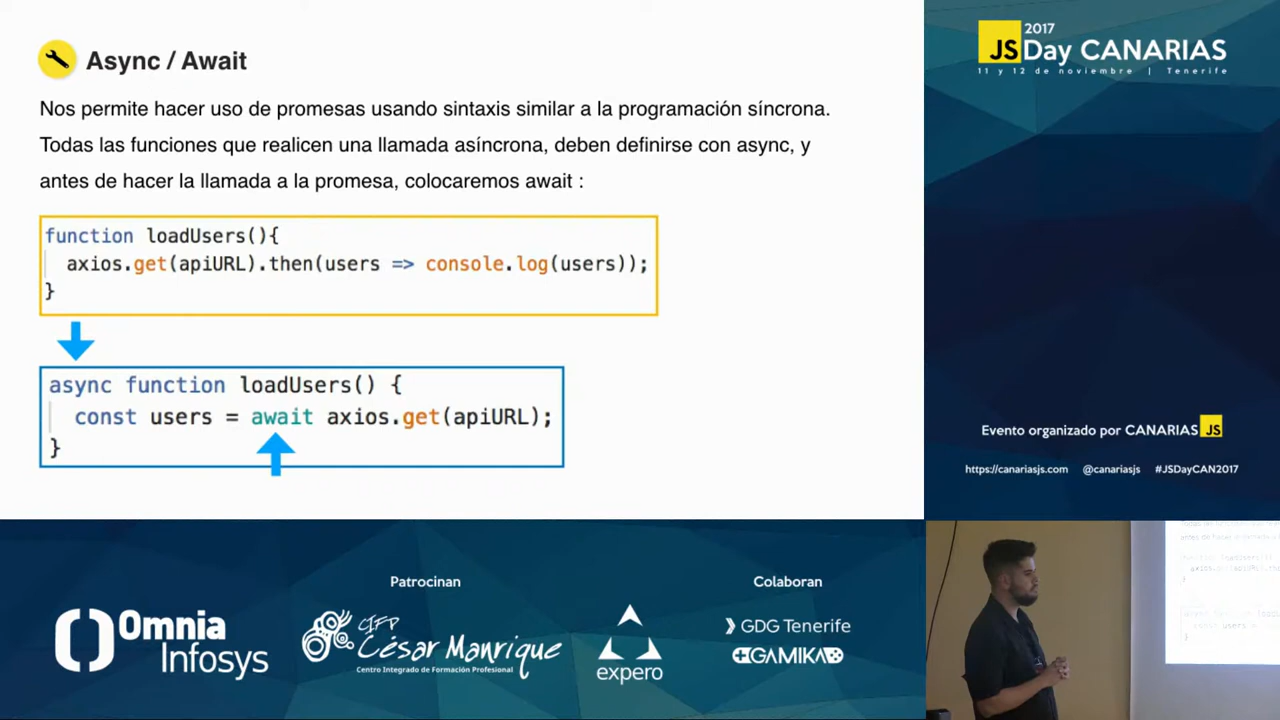 Async / Await
Nos permite hacer uso de promesas usando sintaxis similar a la programación síncrona.
Todas las funciones que realicen una llamada asíncrona, deben definirse con async, y
antes de hacer la llamada a la promesa, colocaremos await :
function loadUsers(){
axios.get(apiURL).then(users => console.log(users));
}
async function loadUsers() {
const users = await axios.get(apiURL);
}
2017
JS Day CANARIAS
11 y 12 de noviembre | Tenerife
Evento organizado por CANARIAS JS
https://canariasjs.com @canariasjs #JSDayCAN2017
Patrocinan
Omnia
Infosys
CIFP
César Manrique
Centro Integrado de Formación Profesional
expero
Colaboran
GDG Tenerife
GAMIKA